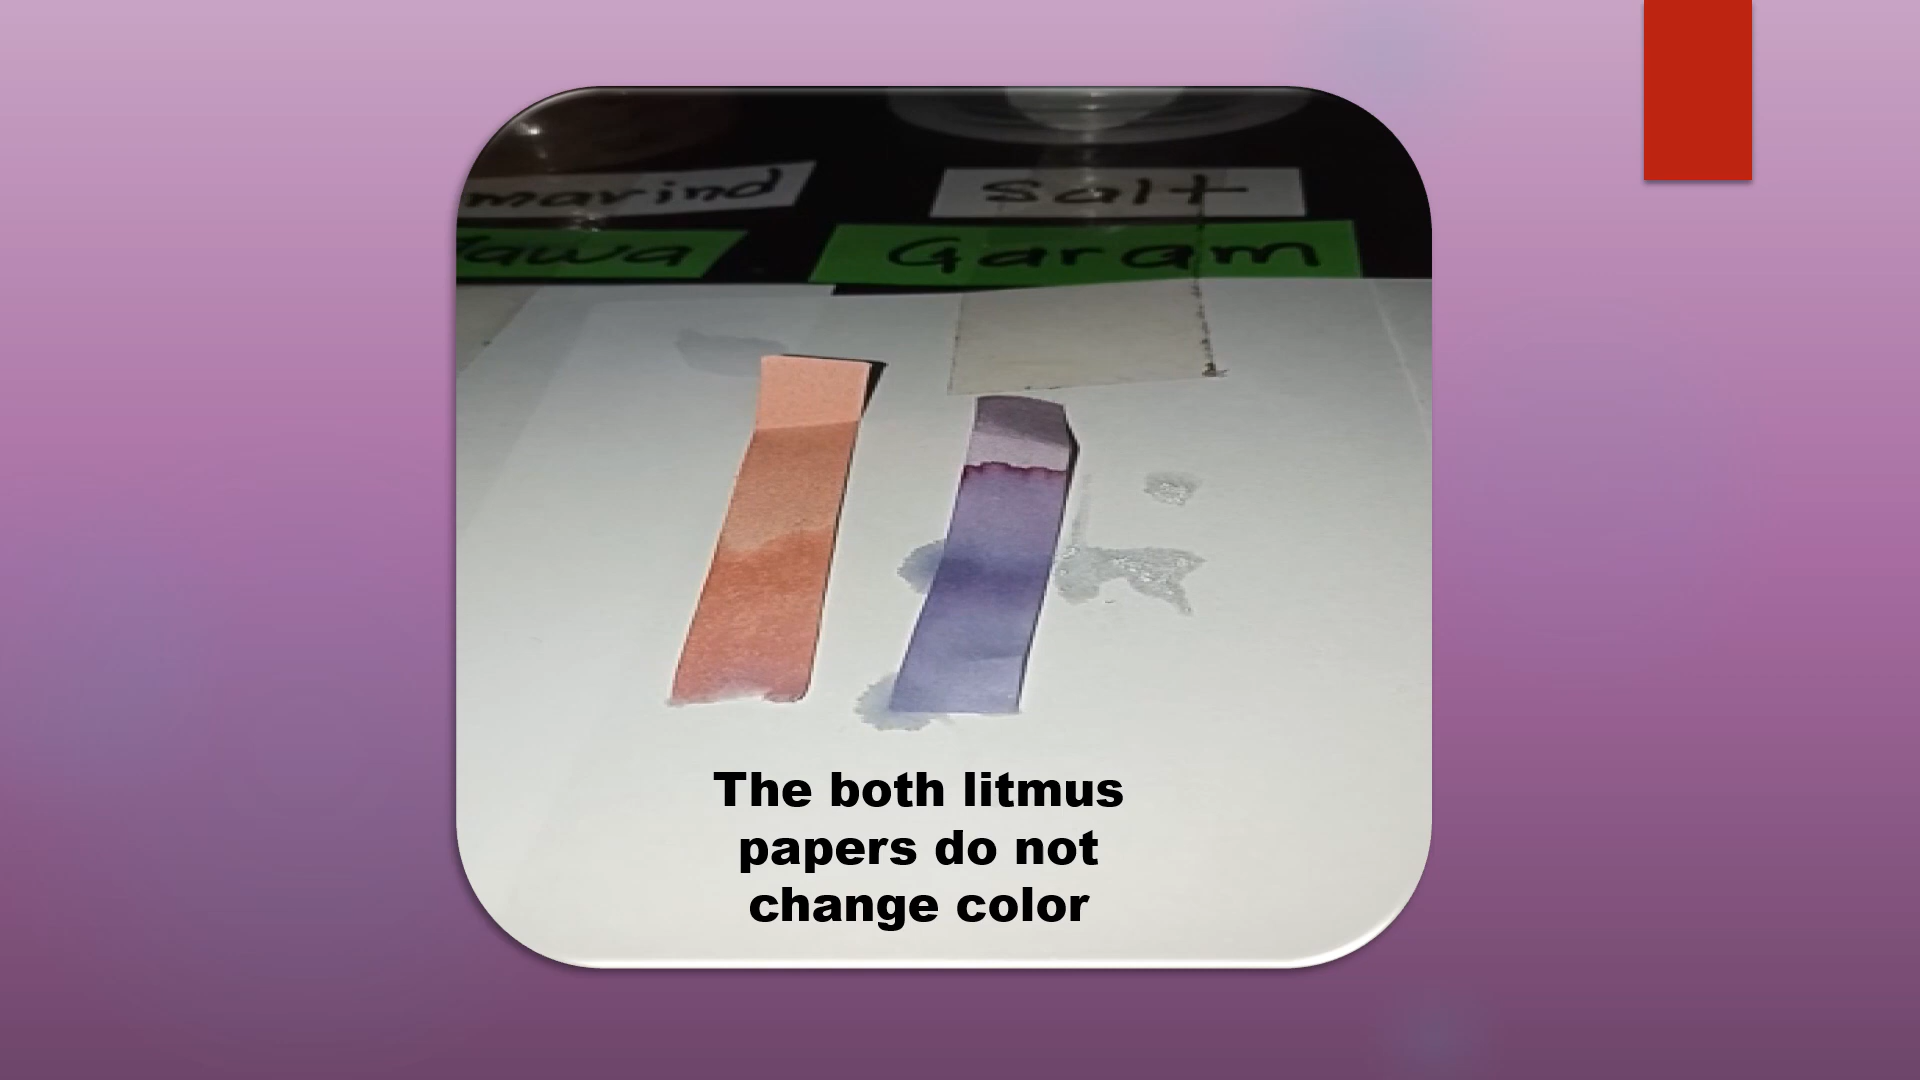 marind Salt
awa Garam
The both litmus
papers do not
change color